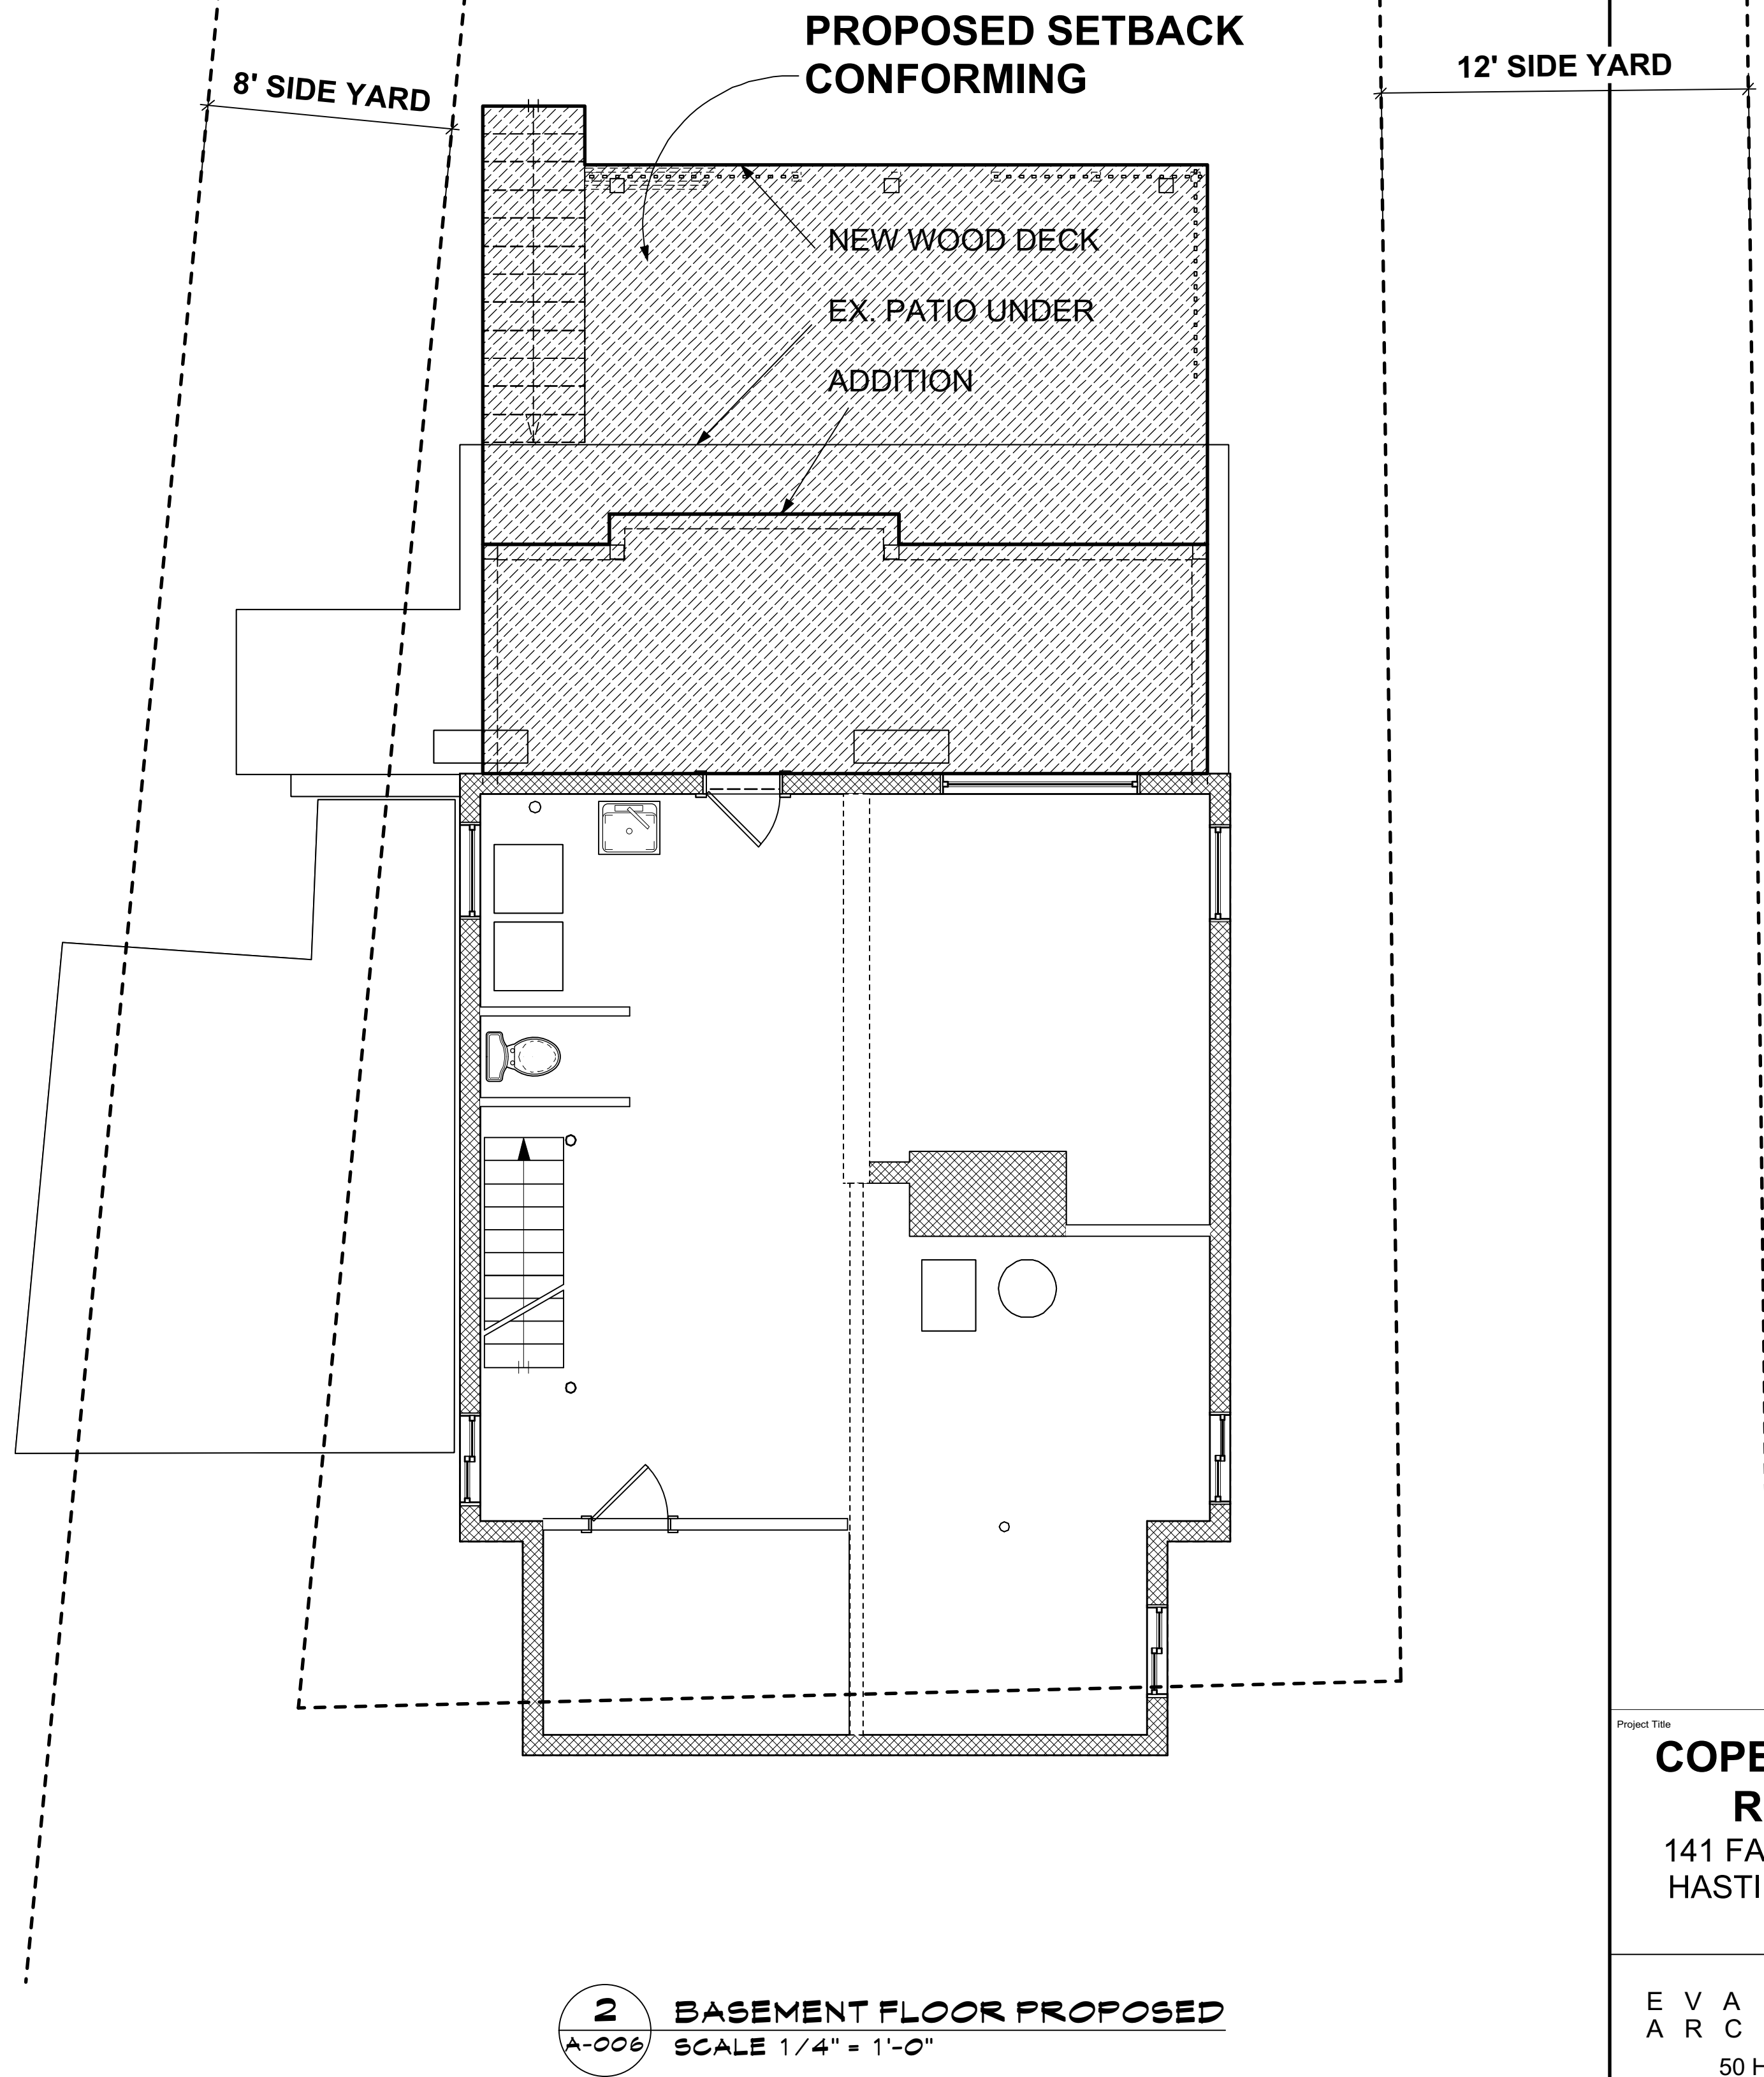 PROPOSED SETBACK
CONFORMING
8' SIDE YARD
12' SIDE YARD
NEW WOOD DECK
EX. PATIO UNDER
ADDITION
Project Title
COPE
R
141 FA
HASTI
E V A
A R C
50 H
2
A-006
BASEMENT FLOOR PROPOSED
SCALE 1/4" = 1'-0"